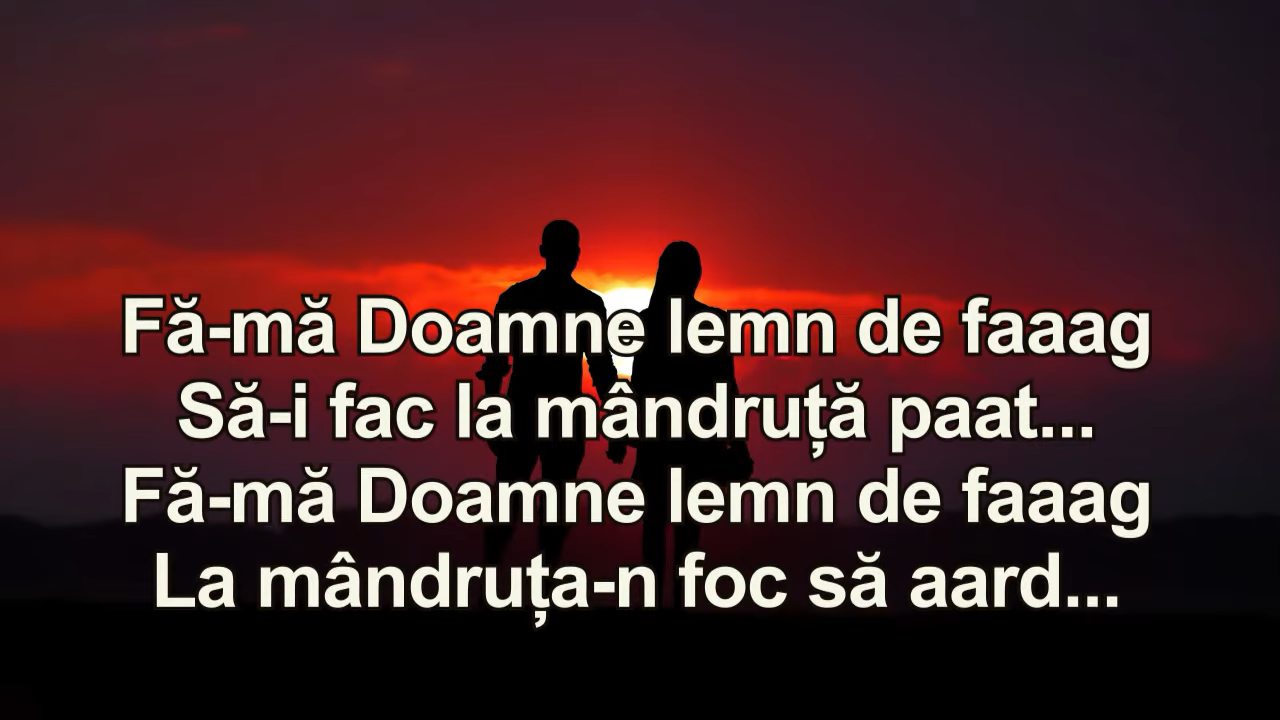 Fă-mă Doamne lemn de faaag
Să-i fac la mândruță paat...
Fă-mă Doamne lemn de faaag
La mândruța-n foc să aard...